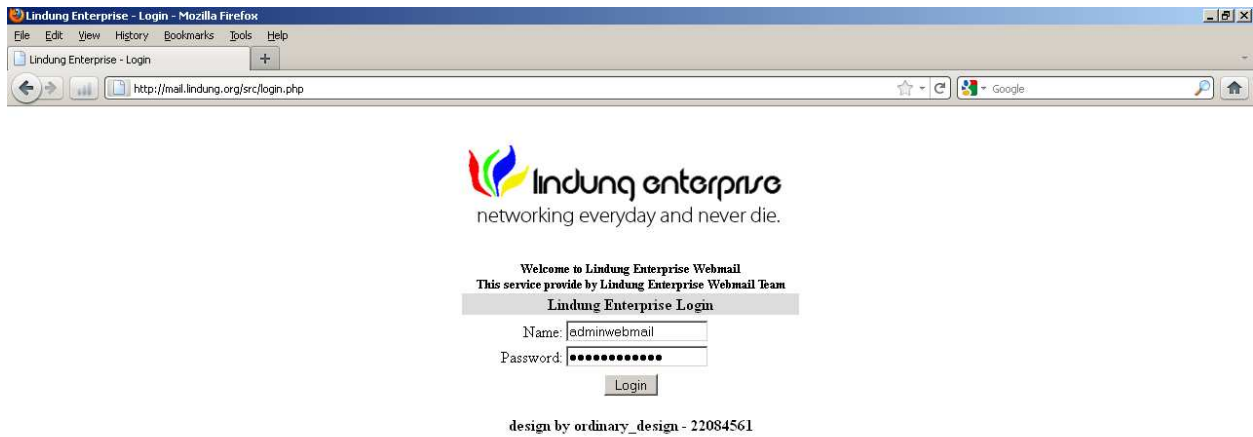 Lindung Enterprise - Login - Mozilla Firefox
File Edit View History Bookmarks Tools Help
Lindung Enterprise - Login +
http://mail.lindung.org/src/login.php Google
lindung enterprise
networking everyday and never die.
Welcome to Lindung Enterprise Webmail
This service provide by Lindung Enterprise Webmail Team
Lindung Enterprise Login
Name: adminwebmail
Password: ●●●●●●●●●●●●
Login
design by ordinary_design - 22084561